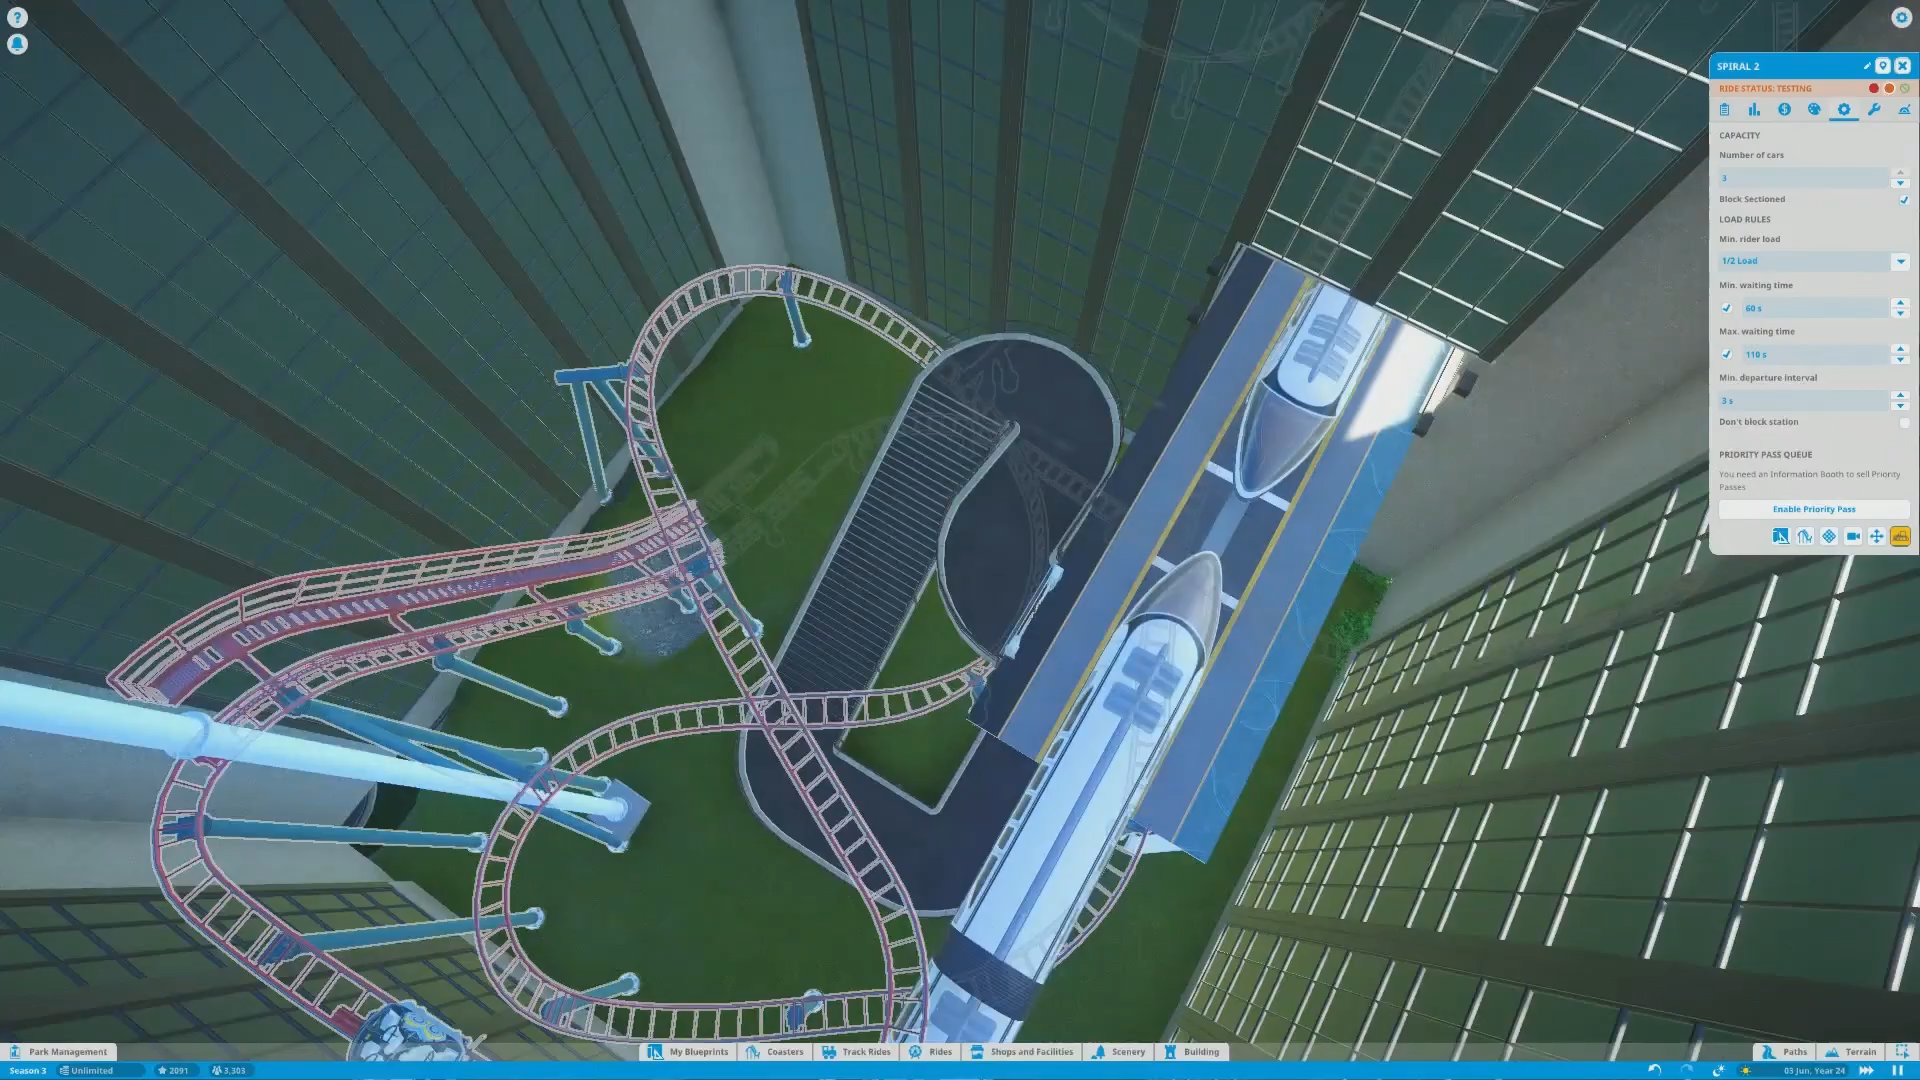 SPIRAL 2
RIDE STATUS: TESTING
CAPACITY
Number of cars
3
Block Sectioned
LOAD RULES
Min. rider load
1/2 Load
Min. waiting time
60 s
Max. waiting time
110 s
Min. departure interval
3 s
Don't block station
PRIORITY PASS QUEUE
You need an Information Booth to sell Priority
Passes
Enable Priority Pass
Park Management
My Blueprints
Coasters
Track Rides
Rides
Shops and Facilities
Scenery
Building
Paths
Terrain
Season 3
Unlimited
2091
3,303
03 Jun, Year 24